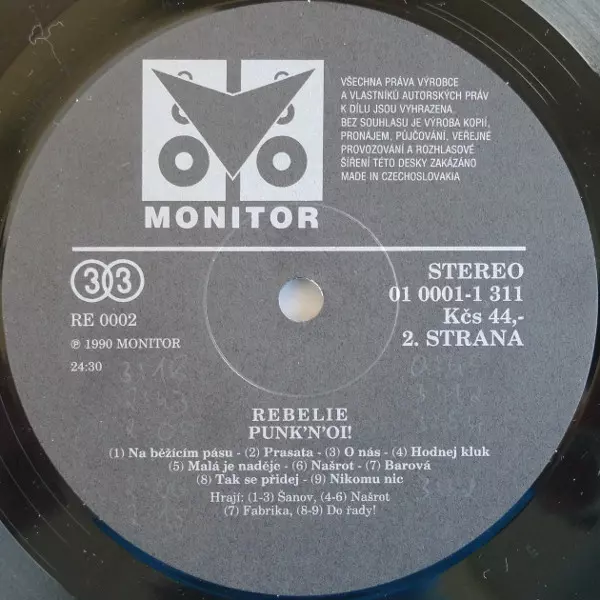 VŠECHNA PRÁVA VÝROBCE
A VLASTNÍKŮ AUTORSKÝCH PRÁV
K DÍLU JSOU VYHRAZENA.
BEZ SOUHLASU JE VÝROBA KOPIÍ,
PRONÁJEM, PŮJČOVÁNÍ, VEŘEJNÉ
PROVOZOVÁNÍ A ROZHLASOVÉ
ŠÍŘENÍ TÉTO DESKY ZAKÁZÁNO
MADE IN CZECHOSLOVAKIA
MONITOR
33
STEREO
01 0001-1 311
Kčs 44,-
2. STRANA
RE 0002
℗ 1990 MONITOR
24:30
REBELIE
PUNK'N'OI!
(1) Na běžícím pásu - (2) Prasata - (3) O nás - (4) Hodnej kluk
(5) Malá je naděje - (6) Našrot - (7) Barová
(8) Tak se přidej - (9) Nikomu nic
Hrají: (1-3) Šanov, (4-6) Našrot
(7) Fabrika, (8-9) Do řady!